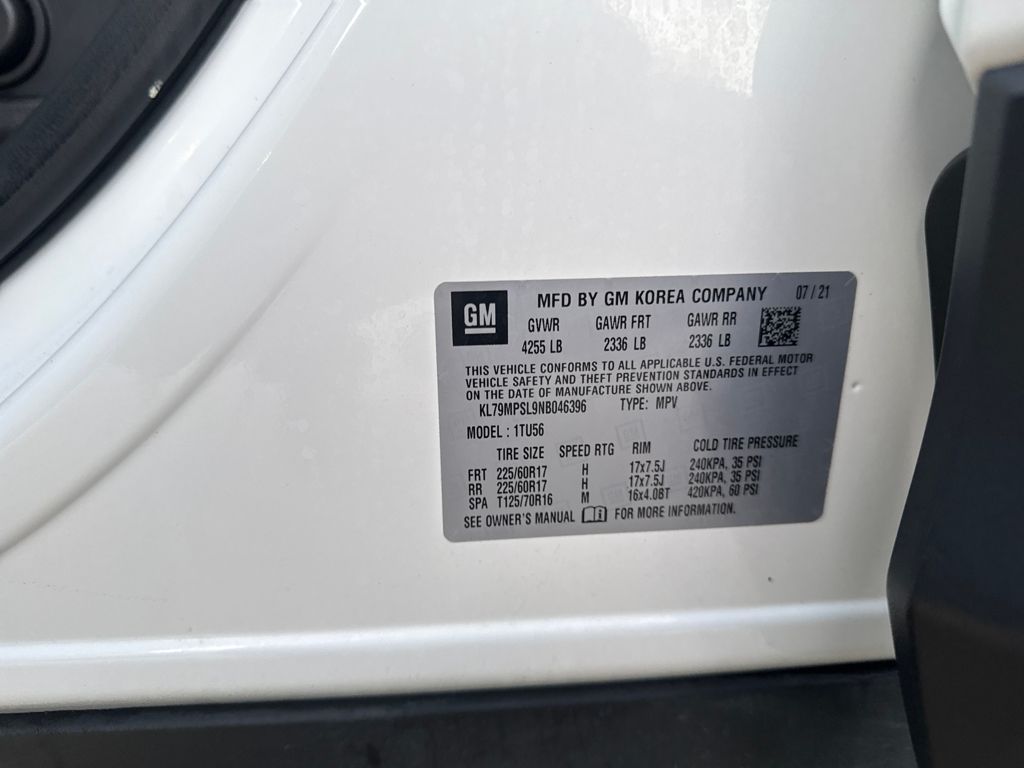 GM
MFD BY GM KOREA COMPANY 07 / 21
GVWR GAWR FRT GAWR RR
4255 LB 2336 LB 2336 LB
THIS VEHICLE CONFORMS TO ALL APPLICABLE U.S. FEDERAL MOTOR
VEHICLE SAFETY AND THEFT PREVENTION STANDARDS IN EFFECT
ON THE DATE OF MANUFACTURE SHOWN ABOVE.
KL79MPSL9NB046396 TYPE: MPV
MODEL : 1TU56
TIRE SIZE SPEED RTG RIM COLD TIRE PRESSURE
FRT 225/60R17 H 17x7.5J 240KPA, 35 PSI
RR 225/60R17 H 17x7.5J 240KPA, 35 PSI
SPA T125/70R16 M 16x4.0BT 420KPA, 60 PSI
SEE OWNER'S MANUAL FOR MORE INFORMATION.